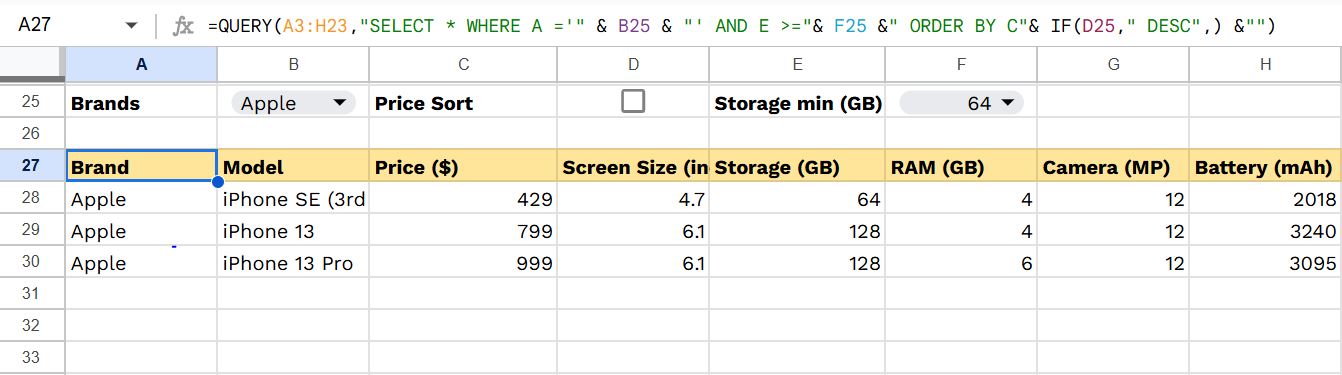 A27 fx =QUERY(A3:H23,"SELECT * WHERE A ='" & B25 & "' AND E >="& F25 &" ORDER BY C"& IF(D25," DESC",) &"")
A B C D E F G H
25 Brands Apple Price Sort Storage min (GB) 64
26
27 Brand Model Price ($) Screen Size (in Storage (GB) RAM (GB) Camera (MP) Battery (mAh)
28 Apple iPhone SE (3rd 429 4.7 64 4 12 2018
29 Apple iPhone 13 799 6.1 128 4 12 3240
30 Apple iPhone 13 Pro 999 6.1 128 6 12 3095
31
32
33